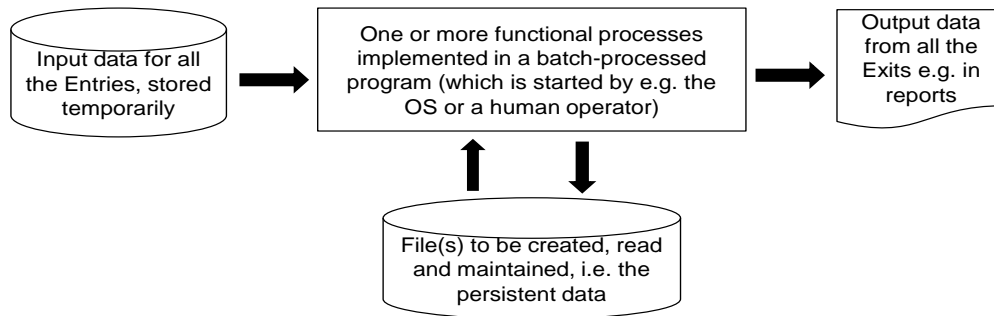 Input data for all
the Entries, stored
temporarily
One or more functional processes
implemented in a batch-processed
program (which is started by e.g. the
OS or a human operator)
Output data
from all the
Exits e.g. in
reports
File(s) to be created, read
and maintained, i.e. the
persistent data